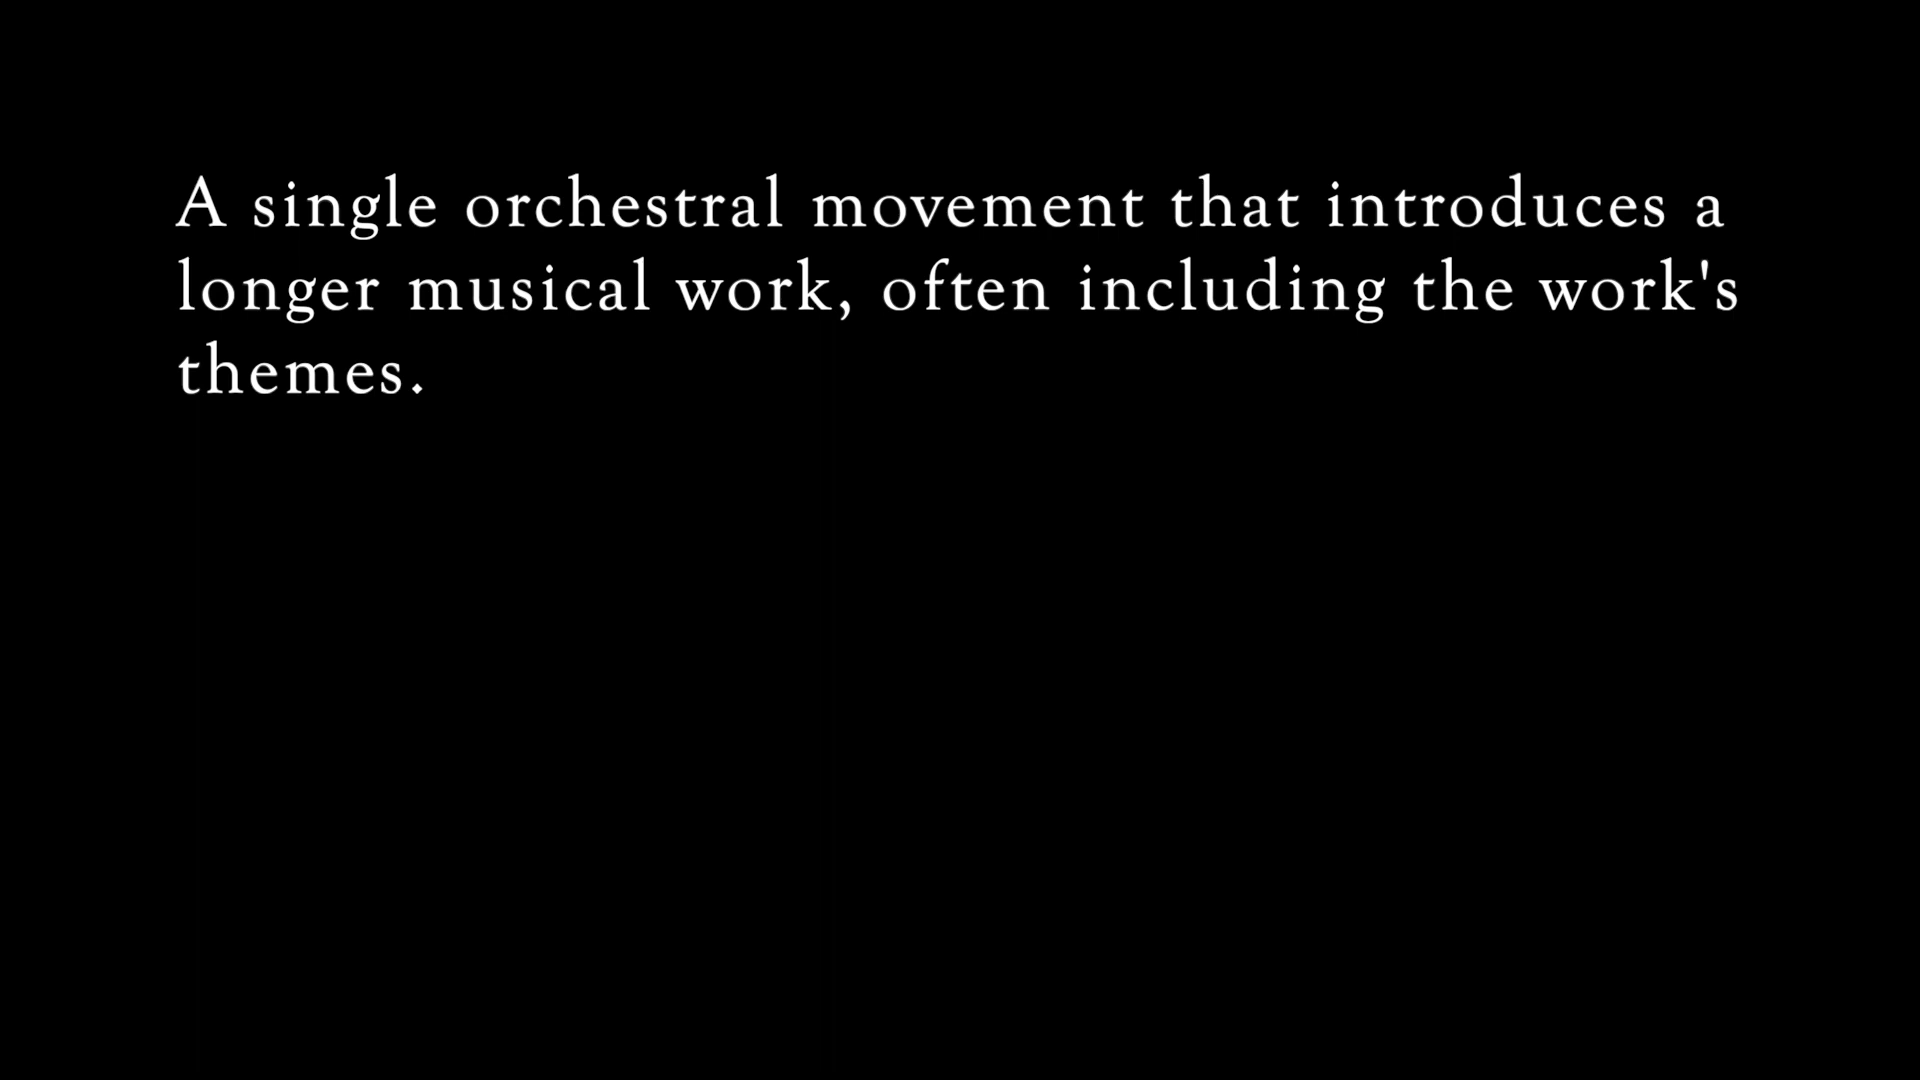 A single orchestral movement that introduces a
longer musical work, often including the work's
themes.